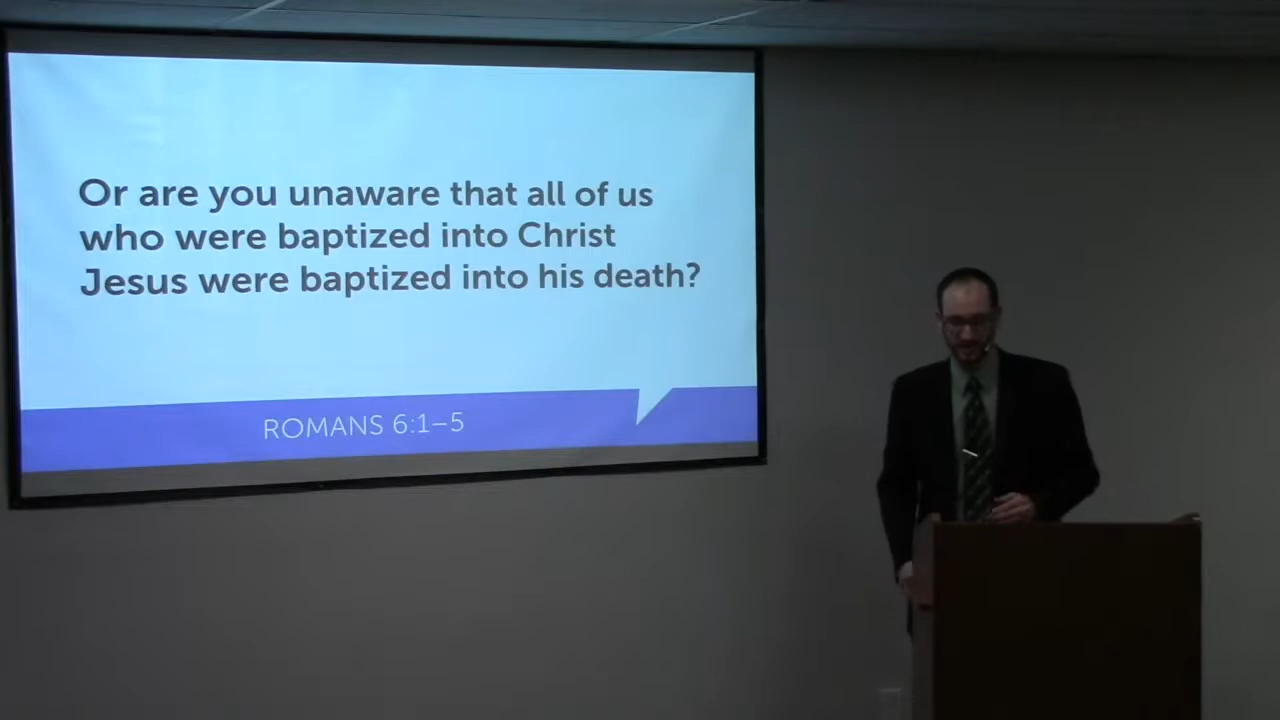 Or are you unaware that all of us
who were baptized into Christ
Jesus were baptized into his death?
ROMANS 6:1–5